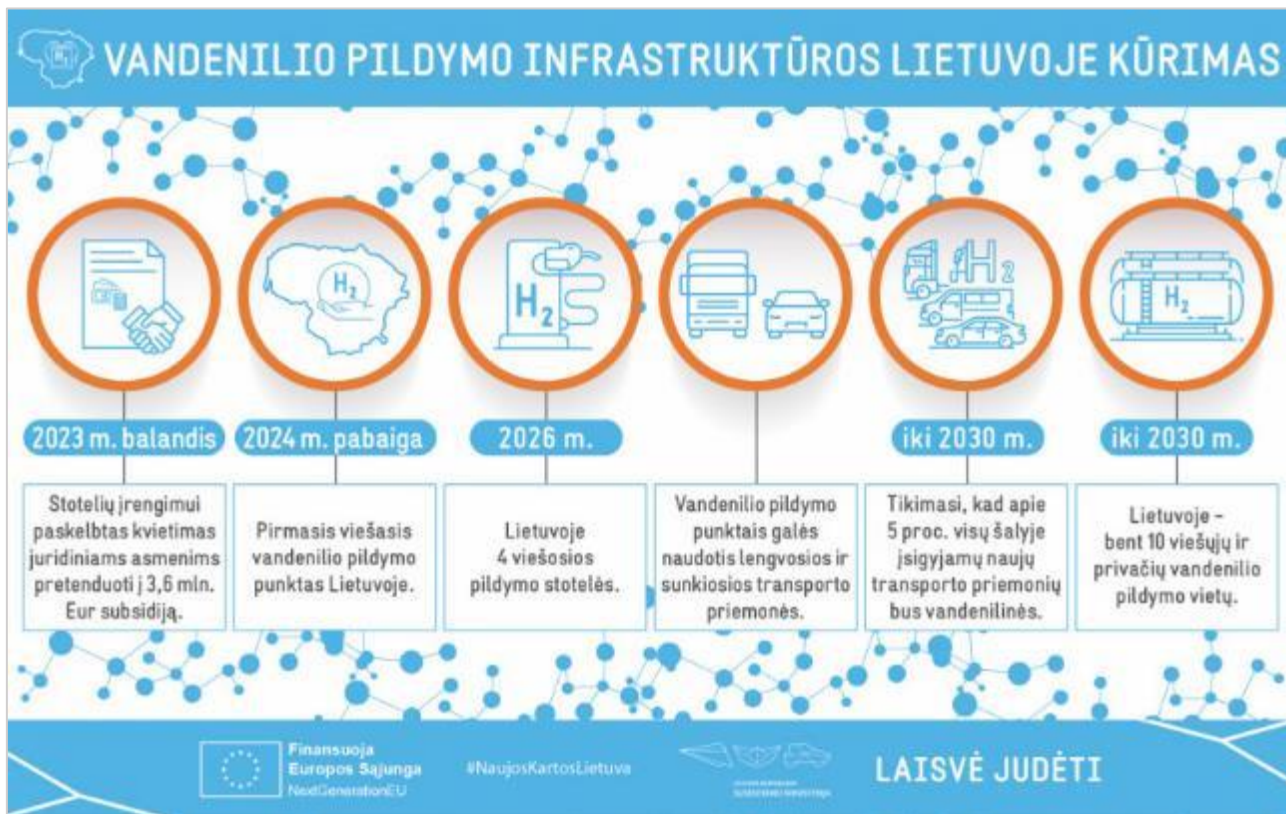 VANDENILIO PILDYMO INFRASTRUKTŪROS LIETUVOJE KŪRIMAS
H2
H2
H2
H2
2023 m. balandis
Stotelių įrengimui
paskelbtas kvietimas
juridiniams asmenims
pretenduoti į 3,6 mln.
Eur subsidiją.
2024 m. pabaiga
Pirmasis viešasis
vandenilio pildymo
punktas Lietuvoje.
2026 m.
Lietuvoje
4 viešosios
pildymo stotelės.
Vandenilio pildymo
punktais galės
naudotis lengvosios ir
sunkiosios transporto
priemonės.
iki 2030 m.
Tikimasi, kad apie
5 proc. visų šalyje
įsigyjamų naujų
transporto priemonių
bus vandenilinės.
iki 2030 m.
Lietuvoje –
bent 10 viešųjų ir
privačių vandenilio
pildymo vietų.
Finansuoja
Europos Sąjunga
NextGenerationEU
#NaujosKartosLietuva
LAISVĖ JUDĖTI